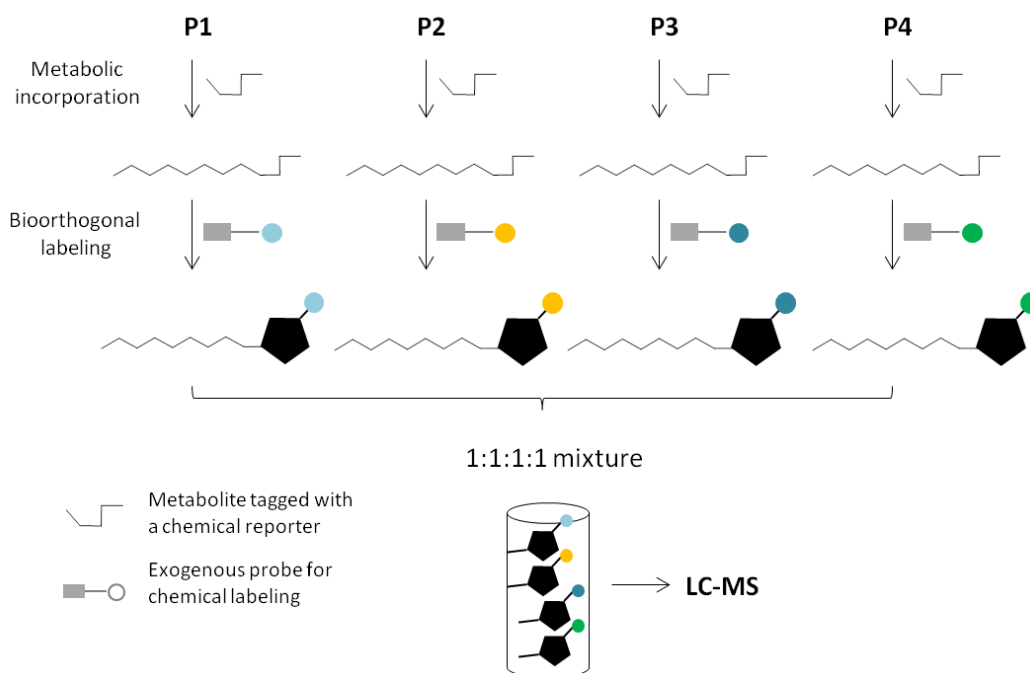 P1 P2 P3 P4
Metabolic
incorporation
Bioorthogonal
labeling
1:1:1:1 mixture
Metabolite tagged with
a chemical reporter
Exogenous probe for
chemical labeling
LC-MS